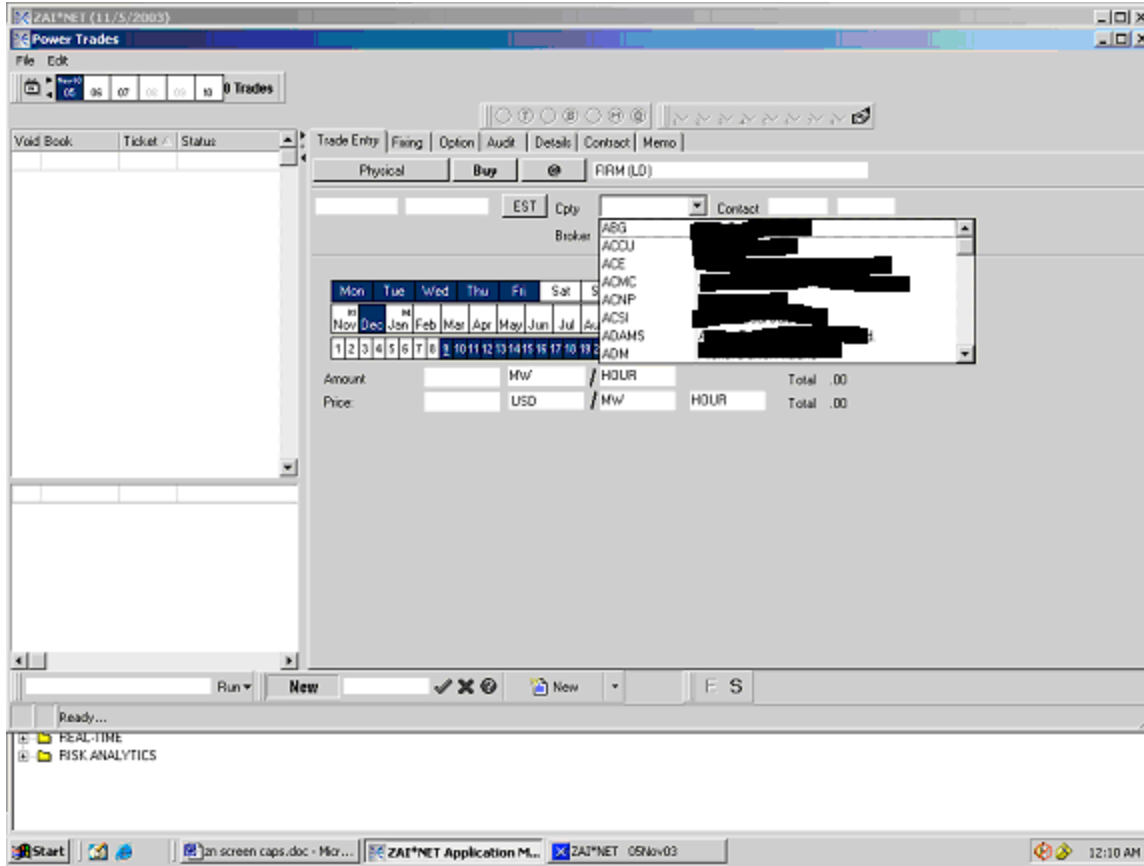 ZAI*NET (11/5/2003)
Power Trades
File Edit
Nov-03 05 06 07 08 09 10 0 Trades
Void Book Ticket Status
Trade Entry Fixing Option Audit Details Contract Memo
Physical Buy @ FIRM (LD)
EST Cpty Contact
Broker
ABG
ACCU
ACE
ACMC
ACNP
ACSI
ADAMS
ADM
Mon Tue Wed Thu Fri Sat S
Nov Dec Jan Feb Mar Apr May Jun Jul Au
1 2 3 4 5 6 7 8 9 10 11 12 13 14 15 16 17 18 19 2
Amount MW / HOUR Total .00
Price: USD / MW HOUR Total .00
Run New New E S
Ready...
REAL-TIME
RISK ANALYTICS
Start zn screen caps.doc - Micr... ZAI*NET Application M... ZAI*NET 05Nov03 12:10 AM